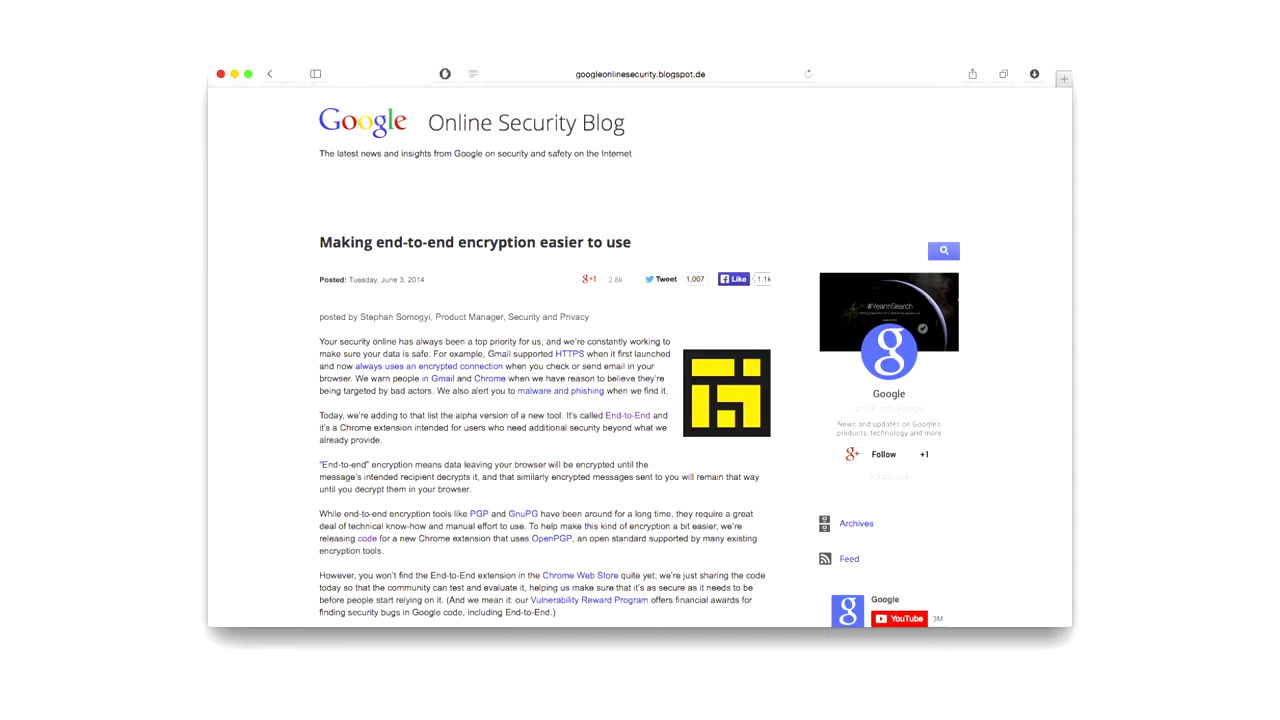 googleonlinesecurity.blogspot.de
Google Online Security Blog
The latest news and insights from Google on security and safety on the Internet
Making end-to-end encryption easier to use
Posted: Tuesday, June 3, 2014
g+1 2.8k Tweet 1,007 Like 1.1k
posted by Stephan Somogyi, Product Manager, Security and Privacy
Your security online has always been a top priority for us, and we're constantly working to
make sure your data is safe. For example, Gmail supported HTTPS when it first launched
and now always uses an encrypted connection when you check or send email in your
browser. We warn people in Gmail and Chrome when we have reason to believe they're
being targeted by bad actors. We also alert you to malware and phishing when we find it.
Today, we're adding to that list the alpha version of a new tool. It's called End-to-End and
it's a Chrome extension intended for users who need additional security beyond what we
already provide.
"End-to-end" encryption means data leaving your browser will be encrypted until the
message's intended recipient decrypts it, and that similarly encrypted messages sent to you will remain that way
until you decrypt them in your browser.
While end-to-end encryption tools like PGP and GnuPG have been around for a long time, they require a great
deal of technical know-how and manual effort to use. To help make this kind of encryption a bit easier, we're
releasing code for a new Chrome extension that uses OpenPGP, an open standard supported by many existing
encryption tools.
However, you won't find the End-to-End extension in the Chrome Web Store quite yet; we're just sharing the code
today so that the community can test and evaluate it, helping us make sure that it's as secure as it needs to be
before people start relying on it. (And we mean it: our Vulnerability Reward Program offers financial awards for
finding security bugs in Google code, including End-to-End.)
#YearInSearch
g
Google
News and updates on Google's
products, technology and more
g+ Follow +1
Archives
Feed
g
Google
YouTube 3M